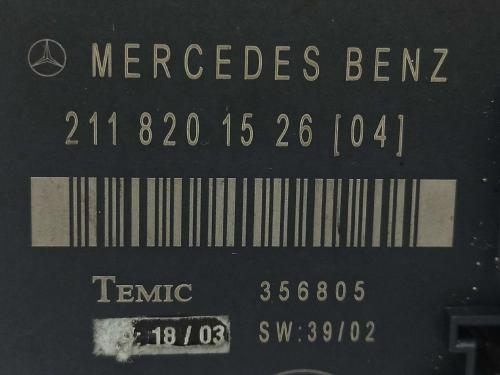 MERCEDES BENZ
211 820 15 26 [04]
TEMIC 356805
: 18 / 03 SW:39/02